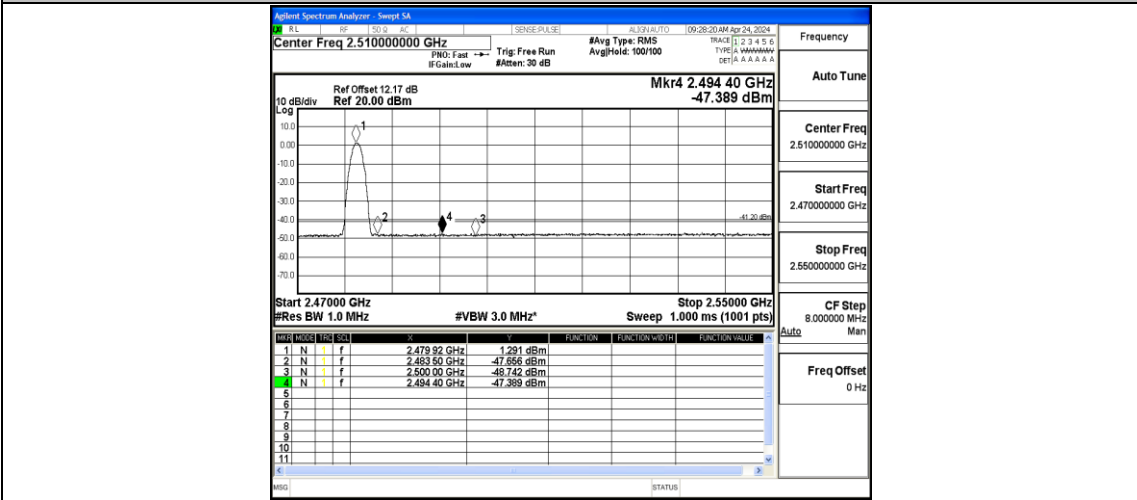 Agilent Spectrum Analyzer - Swept SA
RL RF 50 Ω AC SENSE:PULSE ALIGN AUTO 09:28:20 AM Apr 24, 2024
Center Freq 2.510000000 GHz
PNO: Fast
IFGain:Low
Trig: Free Run
#Atten: 30 dB
#Avg Type: RMS
Avg|Hold: 100/100
TRACE 1 2 3 4 5 6
TYPE A
DET A A A A A A
Ref Offset 12.17 dB
10 dB/div Ref 20.00 dBm
Log
Mkr4 2.494 40 GHz
-47.389 dBm
10.0
0.00
-10.0
-20.0
-30.0
-40.0
-50.0
-60.0
-70.0
1
2
4
3
-41.20 dBm
Start 2.47000 GHz Stop 2.55000 GHz
#Res BW 1.0 MHz #VBW 3.0 MHz* Sweep 1.000 ms (1001 pts)
MKR MODE TRC SCL X Y FUNCTION FUNCTION WIDTH FUNCTION VALUE
1 N 1 f 2.479 92 GHz 1.291 dBm
2 N 1 f 2.483 50 GHz -47.656 dBm
3 N 1 f 2.500 00 GHz -48.742 dBm
4 N 1 f 2.494 40 GHz -47.389 dBm
5
6
7
8
9
10
11
MSG STATUS
Frequency
Auto Tune
Center Freq
2.510000000 GHz
Start Freq
2.470000000 GHz
Stop Freq
2.550000000 GHz
CF Step
8.000000 MHz
Auto Man
Freq Offset
0 Hz